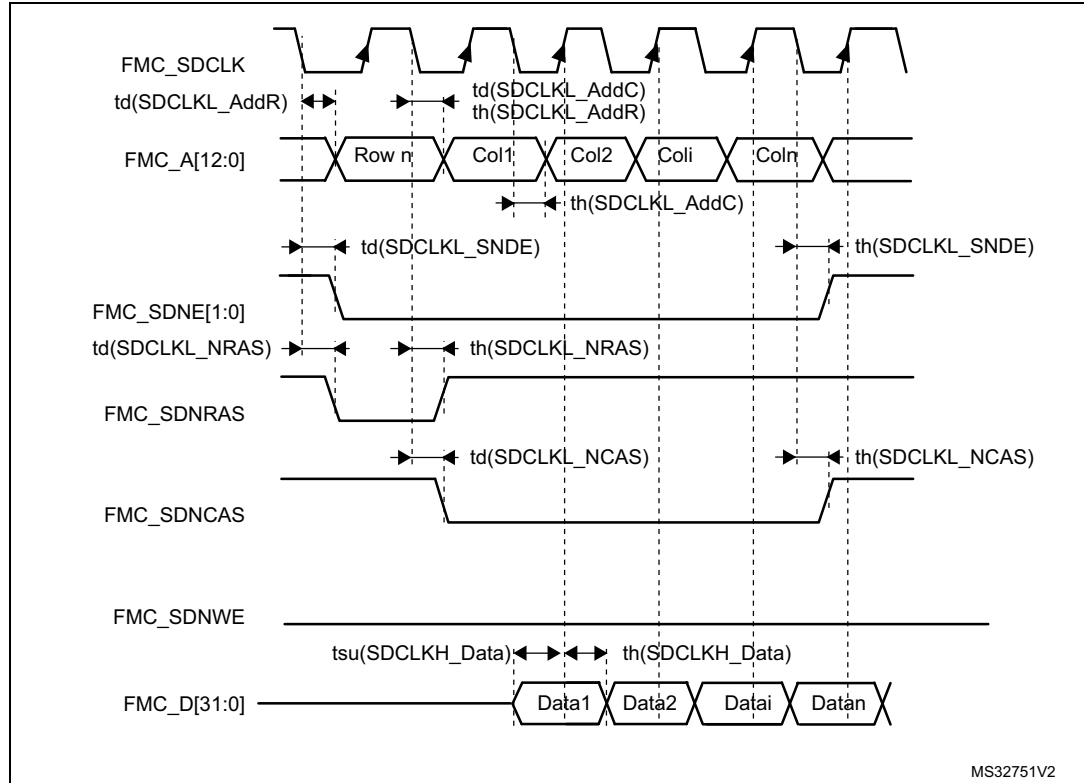 FMC_SDCLK
td(SDCLKL_AddR)
td(SDCLKL_AddC)
th(SDCLKL_AddR)
FMC_A[12:0]
Row n
Col1
Col2
Coli
Coln
th(SDCLKL_AddC)
td(SDCLKL_SNDE)
th(SDCLKL_SNDE)
FMC_SDNE[1:0]
td(SDCLKL_NRAS)
th(SDCLKL_NRAS)
FMC_SDNRAS
td(SDCLKL_NCAS)
th(SDCLKL_NCAS)
FMC_SDNCAS
FMC_SDNWE
tsu(SDCLKH_Data)
th(SDCLKH_Data)
FMC_D[31:0]
Data1
Data2
Datai
Datan
MS32751V2